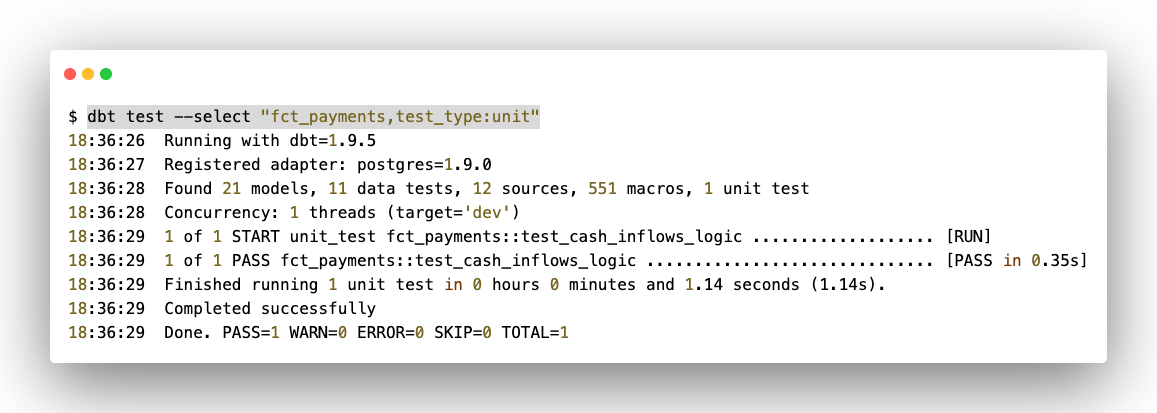 $ dbt test --select "fct_payments,test_type:unit"
18:36:26  Running with dbt=1.9.5
18:36:27  Registered adapter: postgres=1.9.0
18:36:28  Found 21 models, 11 data tests, 12 sources, 551 macros, 1 unit test
18:36:28  Concurrency: 1 threads (target='dev')
18:36:29  1 of 1 START unit_test fct_payments::test_cash_inflows_logic ................... [RUN]
18:36:29  1 of 1 PASS fct_payments::test_cash_inflows_logic .............................. [PASS in 0.35s]
18:36:29  Finished running 1 unit test in 0 hours 0 minutes and 1.14 seconds (1.14s).
18:36:29  Completed successfully
18:36:29  Done. PASS=1 WARN=0 ERROR=0 SKIP=0 TOTAL=1